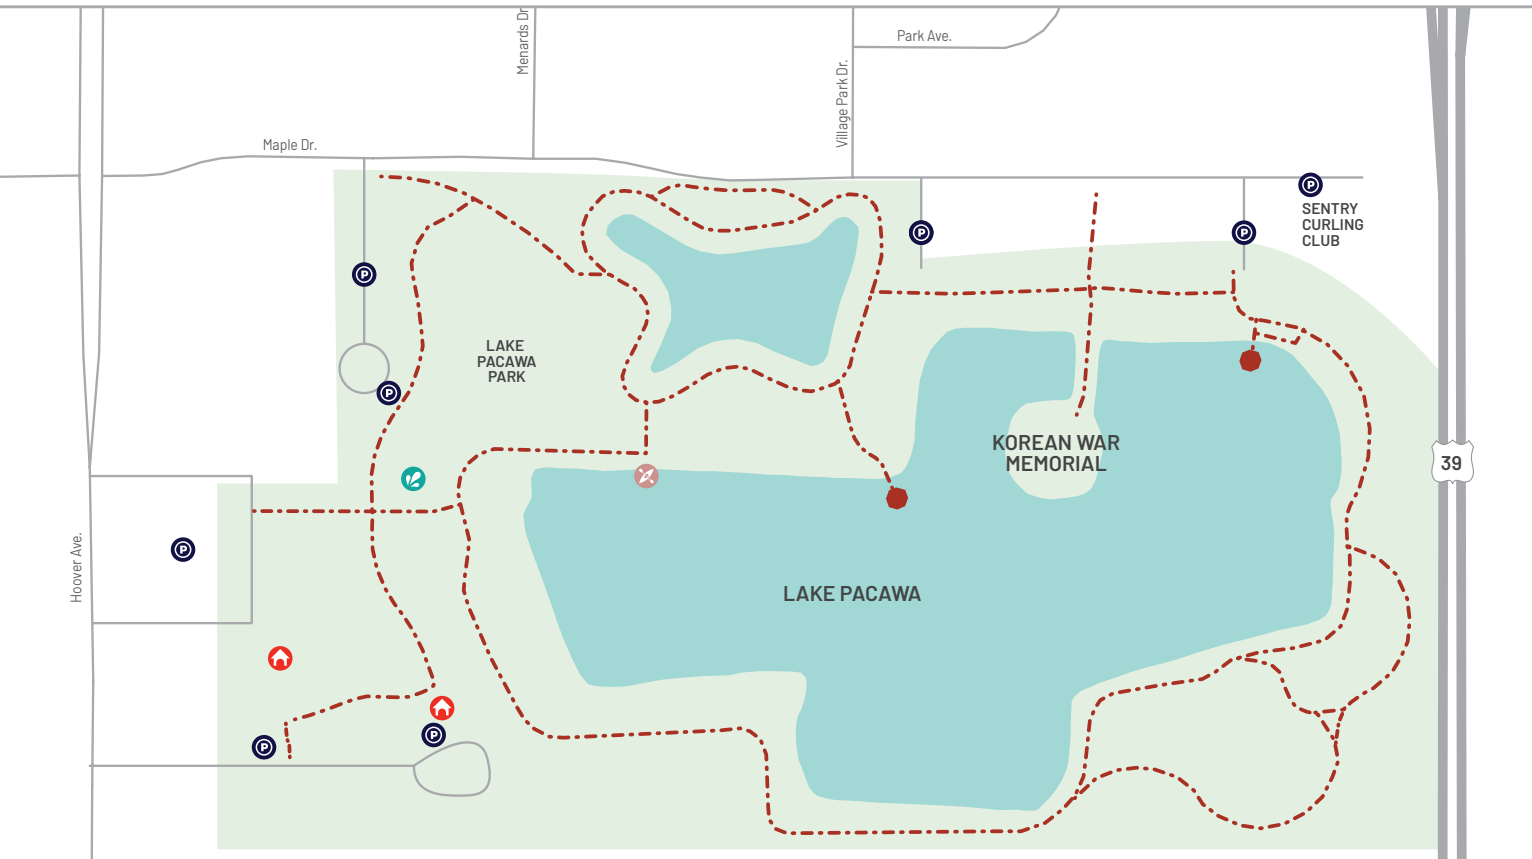 Menards Dr
Park Ave.
Village Park Dr.
Maple Dr.
P
P
P
SENTRY
CURLING
CLUB
P
LAKE
PACAWA
PARK
P
KOREAN WAR
MEMORIAL
39
Hoover Ave.
P
LAKE PACAWA
P
P